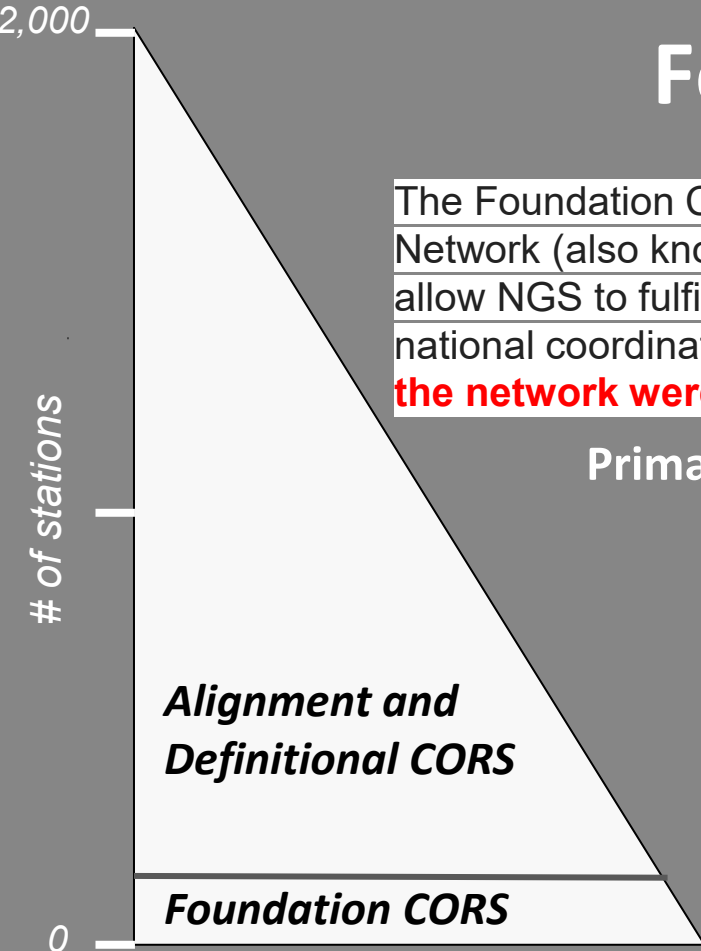 2,000
Fo
The Foundation C
Network (also kno
allow NGS to fulfi
national coordinat
the network were
Prima
# of stations
Alignment and
Definitional CORS
Foundation CORS
0